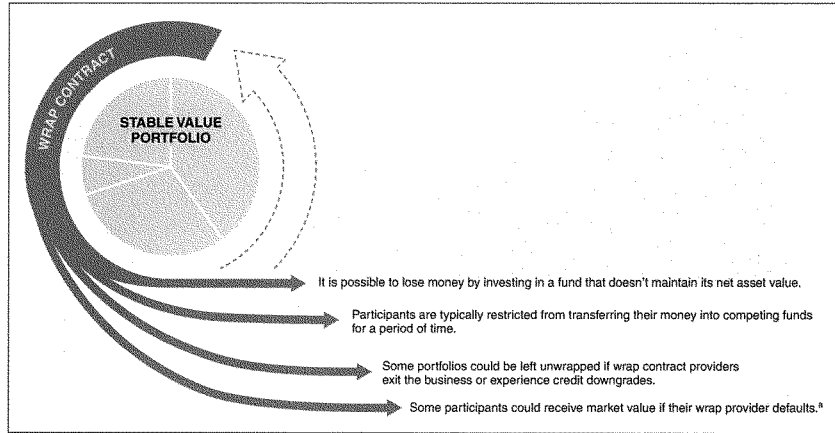 WRAP CONTRACT
STABLE VALUE
PORTFOLIO
It is possible to lose money by investing in a fund that doesn't maintain its net asset value.
Participants are typically restricted from transferring their money into competing funds
for a period of time.
Some portfolios could be left unwrapped if wrap contract providers
exit the business or experience credit downgrades.
Some participants could receive market value if their wrap provider defaults.ª